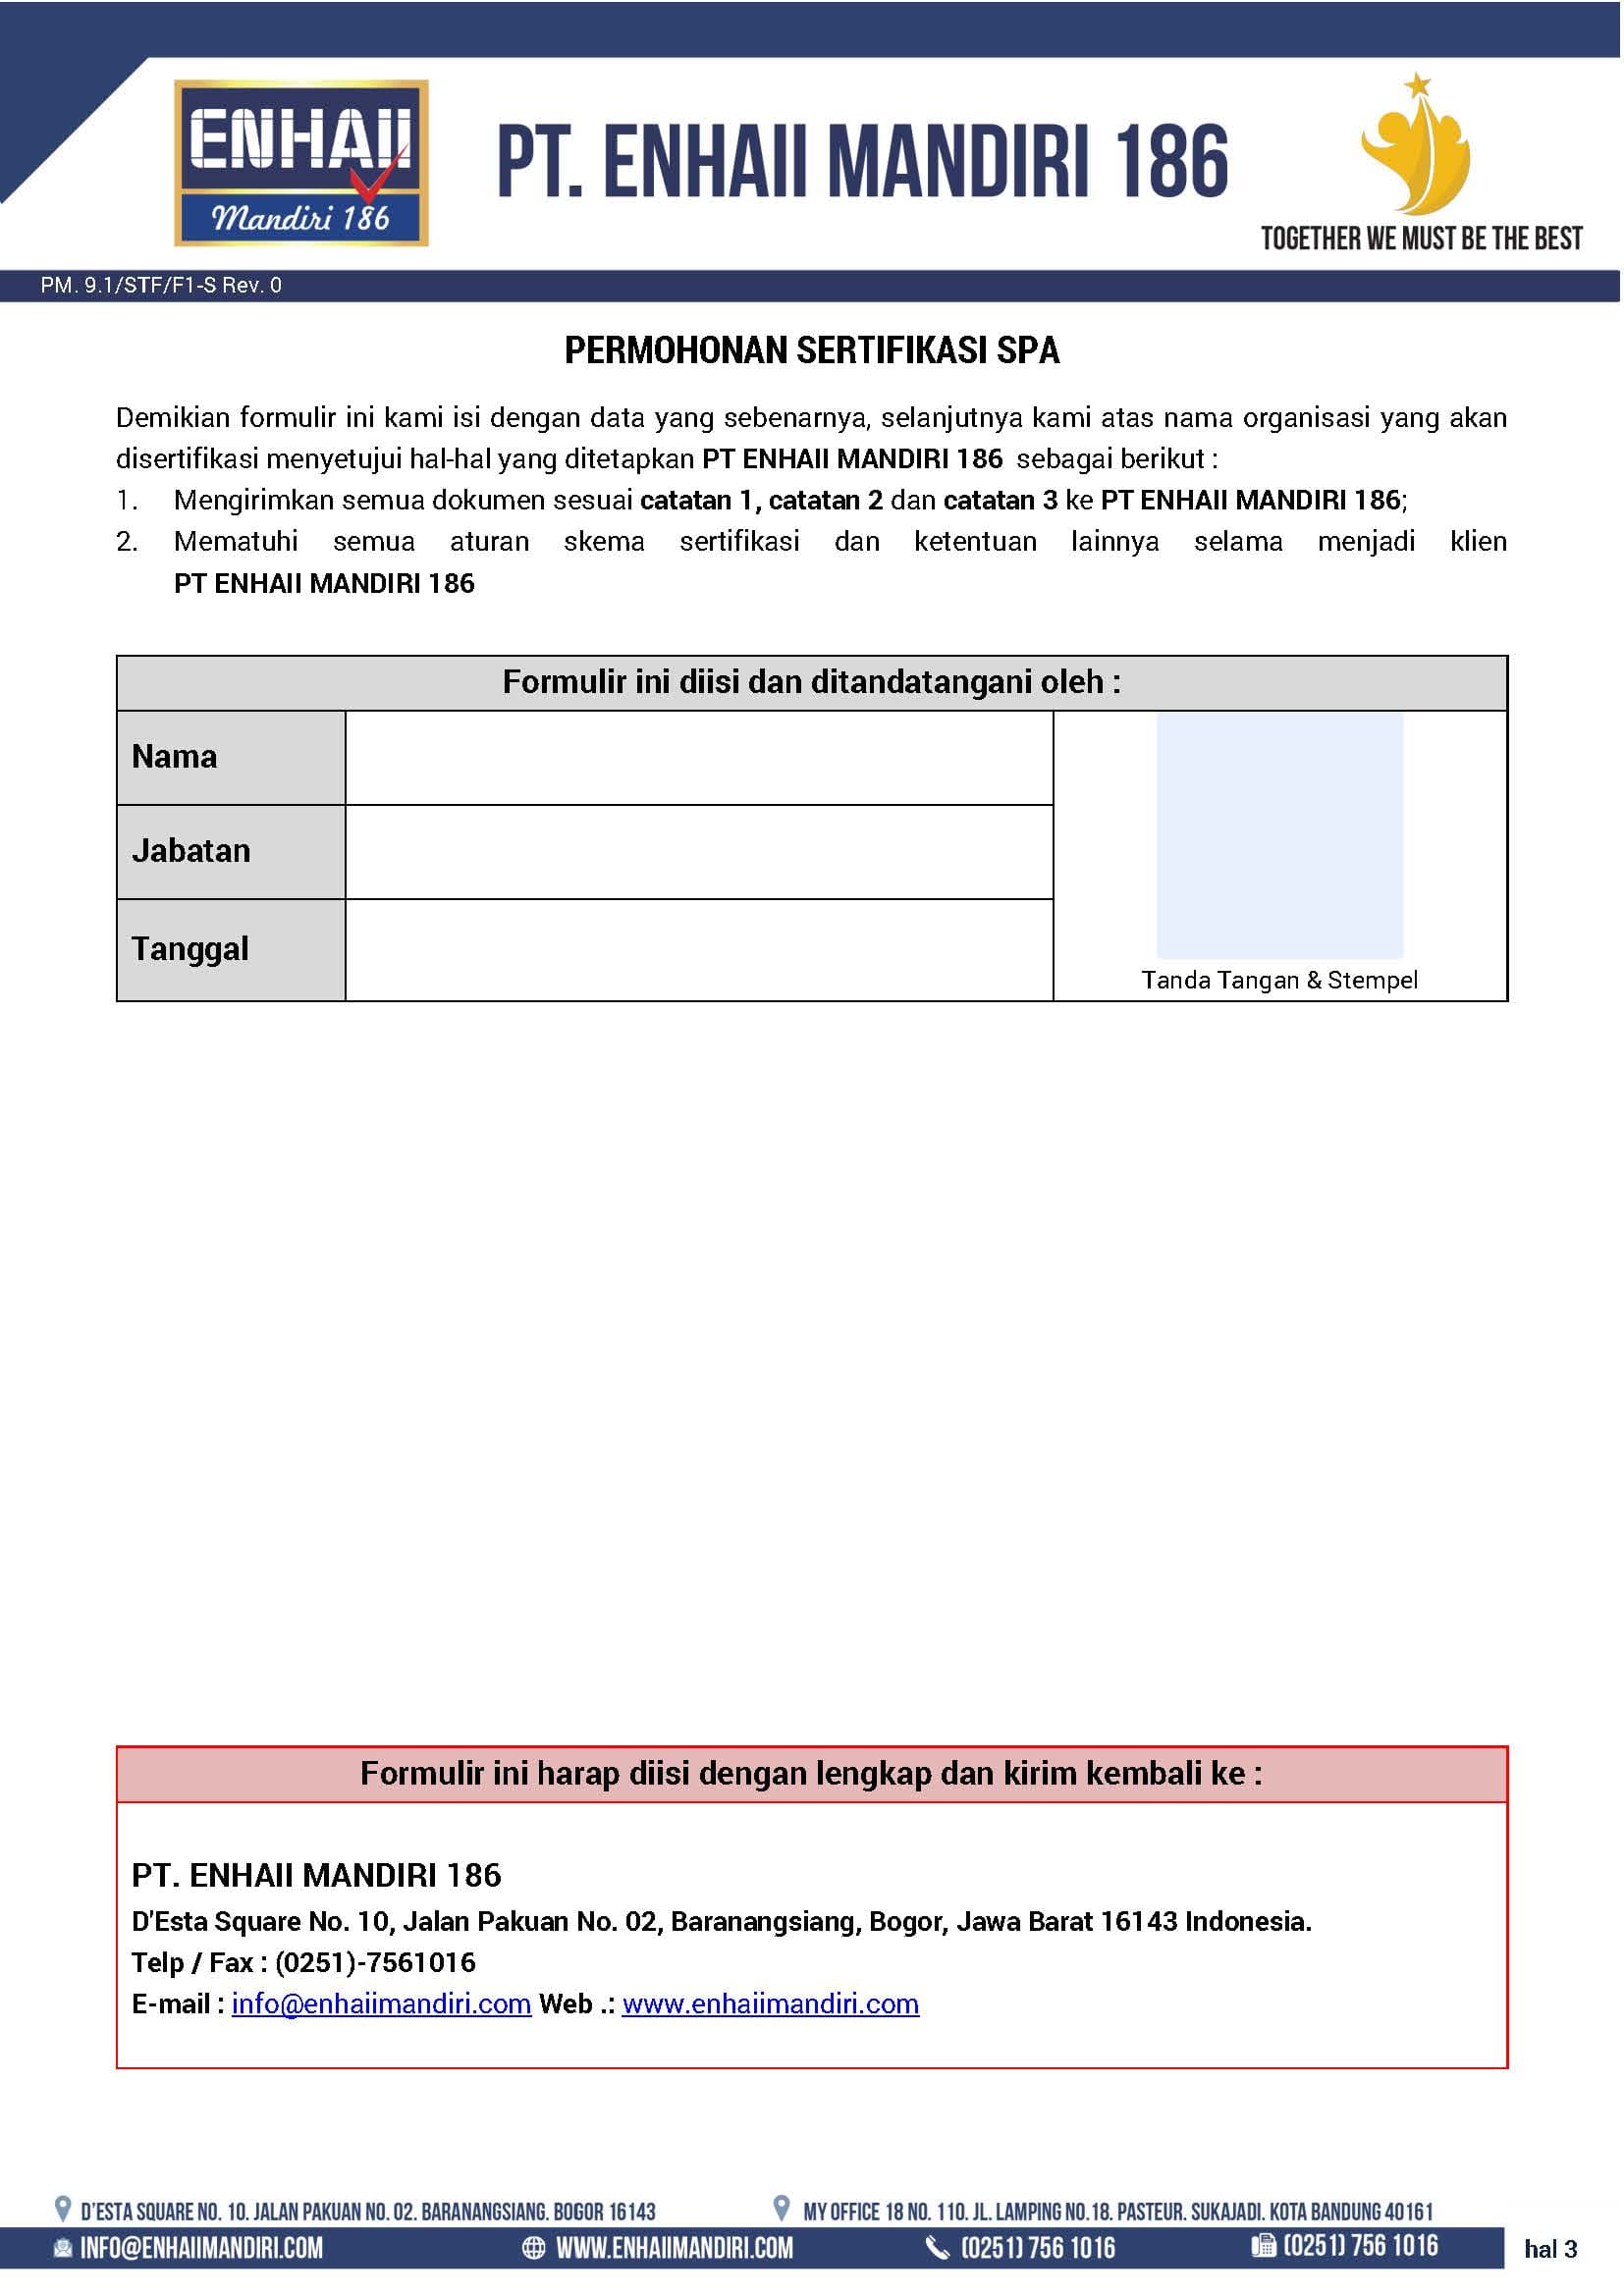 ENHAII
Mandiri 186
PT. ENHAII MANDIRI 186
TOGETHER WE MUST BE THE BEST
PM. 9.1/STF/F1-S Rev. 0
PERMOHONAN SERTIFIKASI SPA
Demikian formulir ini kami isi dengan data yang sebenarnya, selanjutnya kami atas nama organisasi yang akan
disertifikasi menyetujui hal-hal yang ditetapkan PT ENHAII MANDIRI 186 sebagai berikut :
1. Mengirimkan semua dokumen sesuai catatan 1, catatan 2 dan catatan 3 ke PT ENHAII MANDIRI 186;
2. Mematuhi semua aturan skema sertifikasi dan ketentuan lainnya selama menjadi klien
PT ENHAII MANDIRI 186
Formulir ini diisi dan ditandatangani oleh :
Nama
Jabatan
Tanggal
Tanda Tangan & Stempel
Formulir ini harap diisi dengan lengkap dan kirim kembali ke :
PT. ENHAII MANDIRI 186
D'Esta Square No. 10, Jalan Pakuan No. 02, Baranangsiang, Bogor, Jawa Barat 16143 Indonesia.
Telp / Fax : (0251)-7561016
E-mail : info@enhaiimandiri.com Web .: www.enhaiimandiri.com
D'ESTA SQUARE NO. 10. JALAN PAKUAN NO. 02. BARANANGSIANG. BOGOR 16143
MY OFFICE 18 NO. 110. JL. LAMPING NO.18. PASTEUR. SUKAJADI. KOTA BANDUNG 40161
INFO@ENHAIIMANDIRI.COM
WWW.ENHAIIMANDIRI.COM
(0251) 756 1016
(0251) 756 1016
hal 3